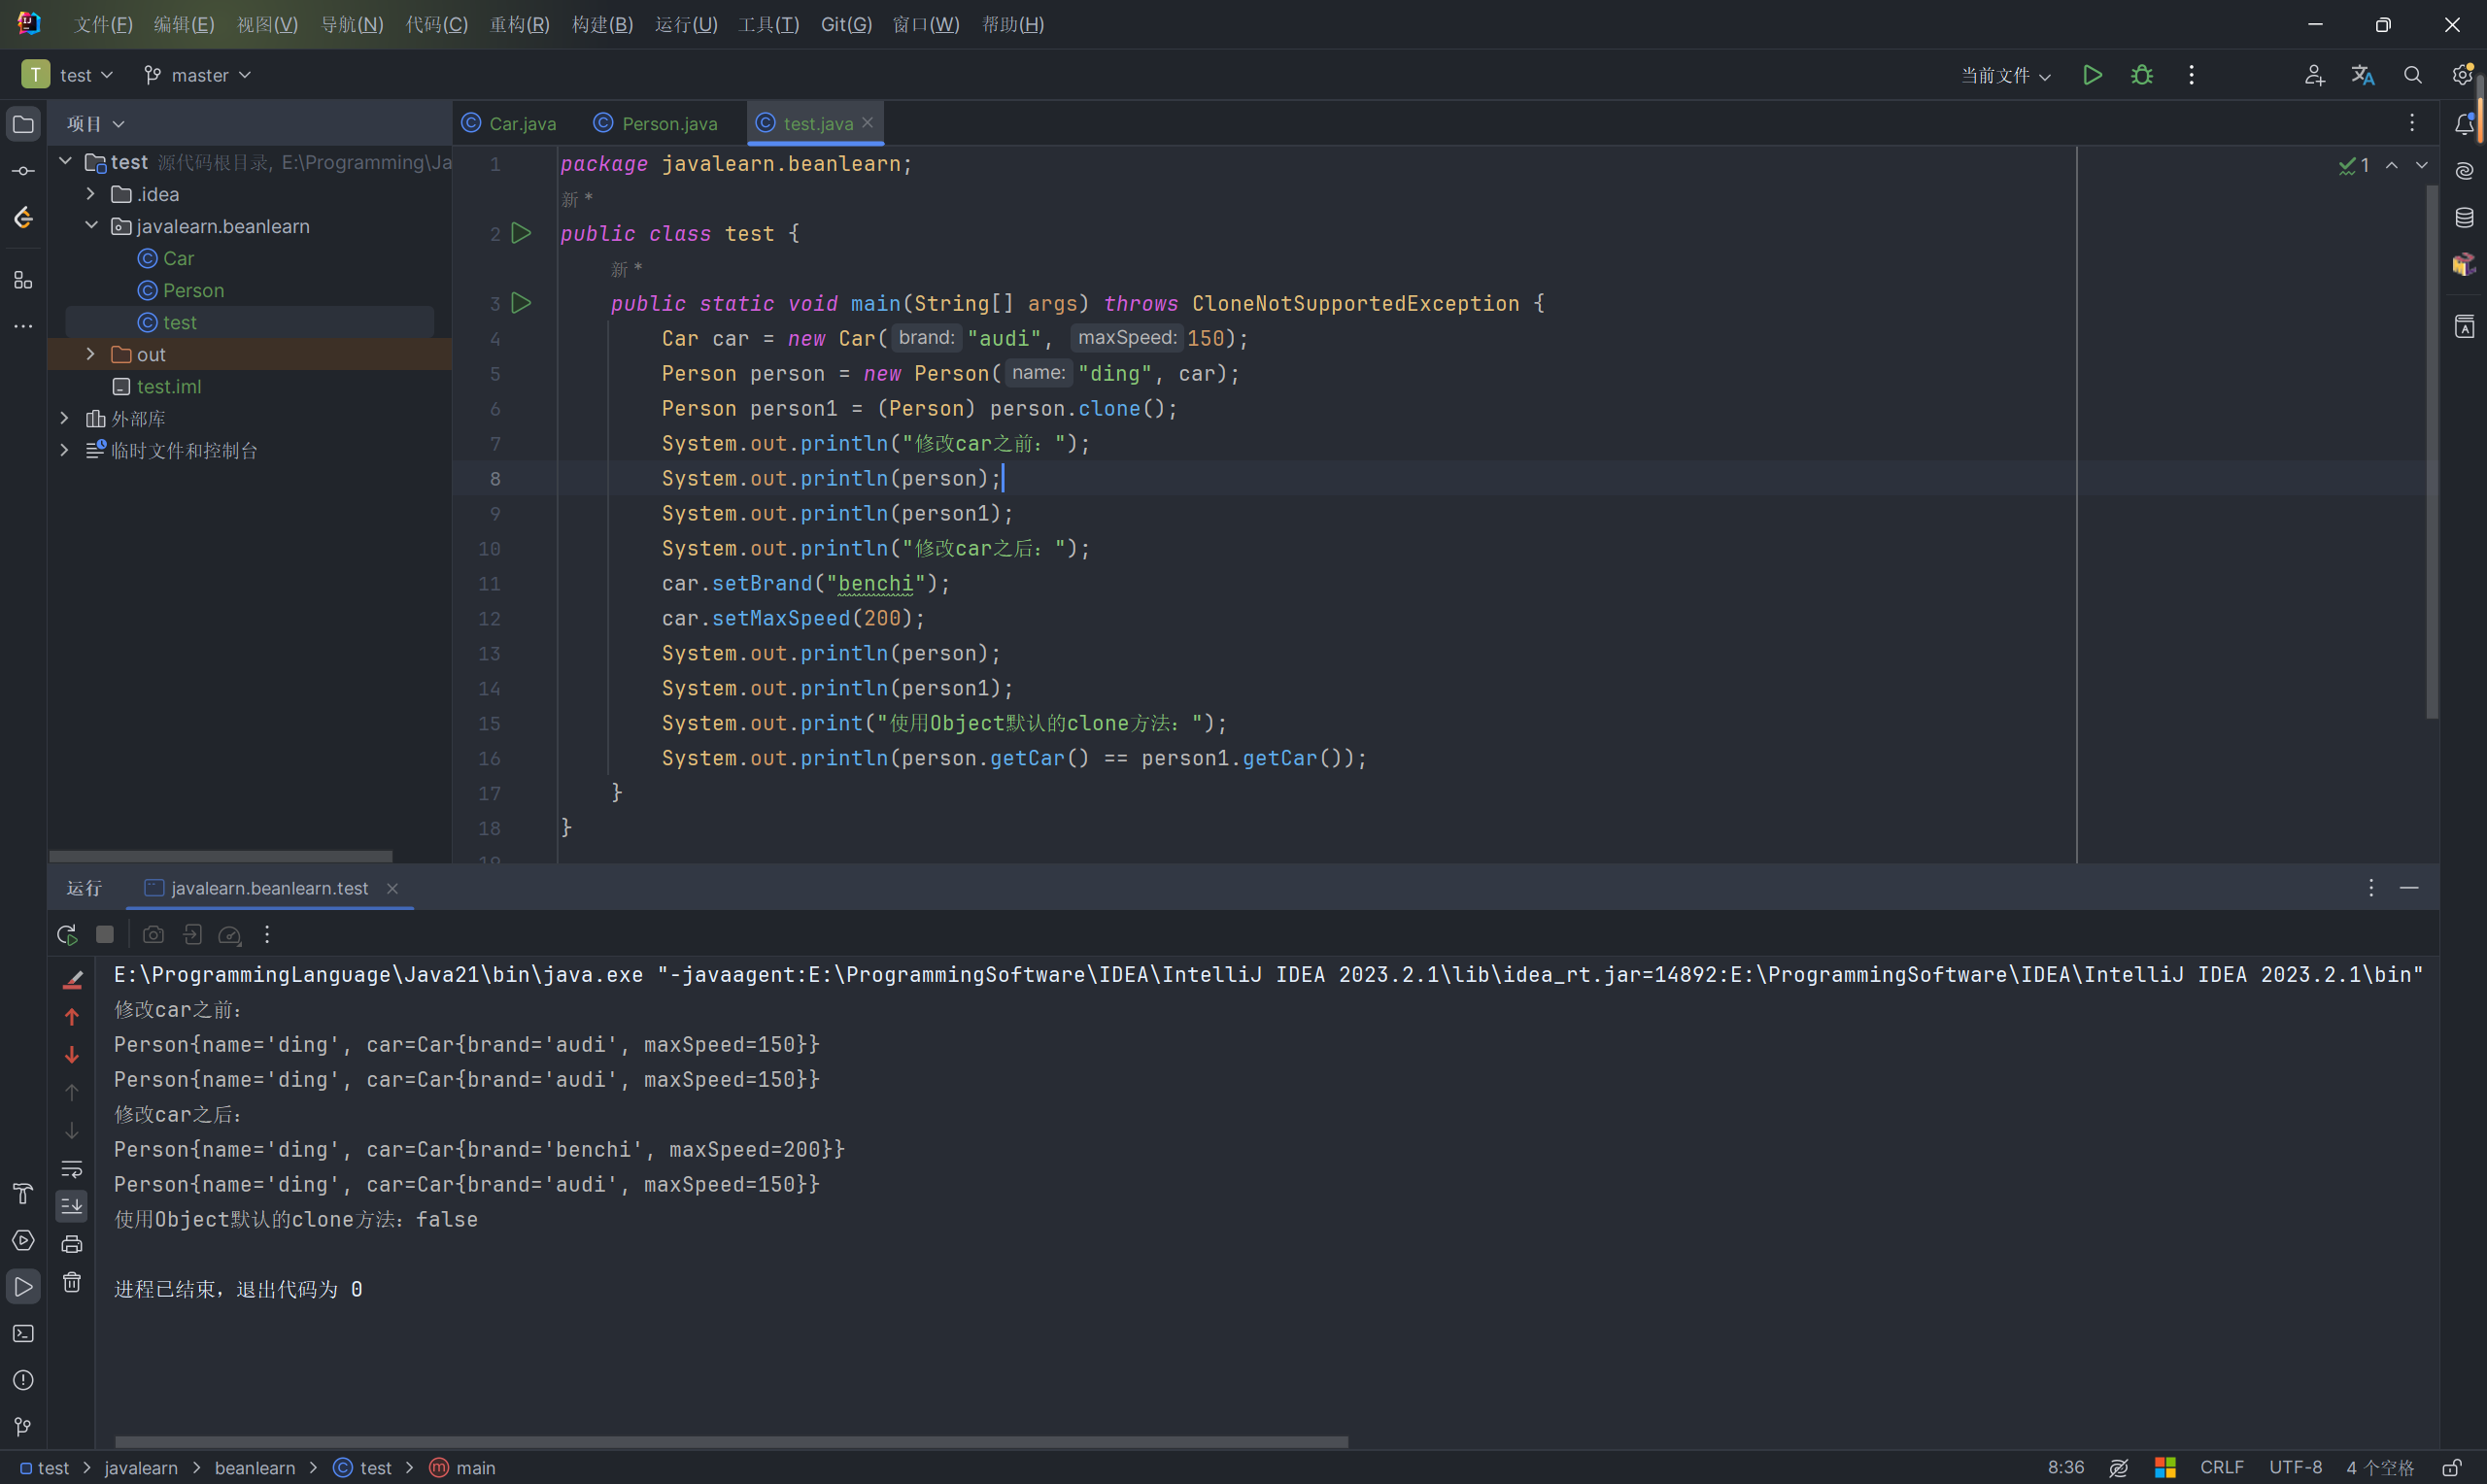 文件(F) 编辑(E) 视图(V) 导航(N) 代码(C) 重构(R) 构建(B) 运行(U) 工具(T) Git(G) 窗口(W) 帮助(H)
T test master 当前文件
项目
test 源代码根目录, E:\Programming\Ja
.idea
javalearn.beanlearn
Car
Person
test
out
test.iml
外部库
临时文件和控制台
Car.java Person.java test.java
1
1 package javalearn.beanlearn;
新 *
2 public class test {
新 *
3 public static void main(String[] args) throws CloneNotSupportedException {
4 Car car = new Car( brand: "audi", maxSpeed: 150);
5 Person person = new Person( name: "ding", car);
6 Person person1 = (Person) person.clone();
7 System.out.println("修改car之前：");
8 System.out.println(person);
9 System.out.println(person1);
10 System.out.println("修改car之后：");
11 car.setBrand("benchi");
12 car.setMaxSpeed(200);
13 System.out.println(person);
14 System.out.println(person1);
15 System.out.print("使用Object默认的clone方法：");
16 System.out.println(person.getCar() == person1.getCar());
17 }
18 }
19
运行 javalearn.beanlearn.test
E:\ProgrammingLanguage\Java21\bin\java.exe "-javaagent:E:\ProgrammingSoftware\IDEA\IntelliJ IDEA 2023.2.1\lib\idea_rt.jar=14892:E:\ProgrammingSoftware\IDEA\IntelliJ IDEA 2023.2.1\bin"
修改car之前：
Person{name='ding', car=Car{brand='audi', maxSpeed=150}}
Person{name='ding', car=Car{brand='audi', maxSpeed=150}}
修改car之后：
Person{name='ding', car=Car{brand='benchi', maxSpeed=200}}
Person{name='ding', car=Car{brand='audi', maxSpeed=150}}
使用Object默认的clone方法：false
进程已结束，退出代码为 0
test > javalearn > beanlearn > test > main
8:36 CRLF UTF-8 4 个空格